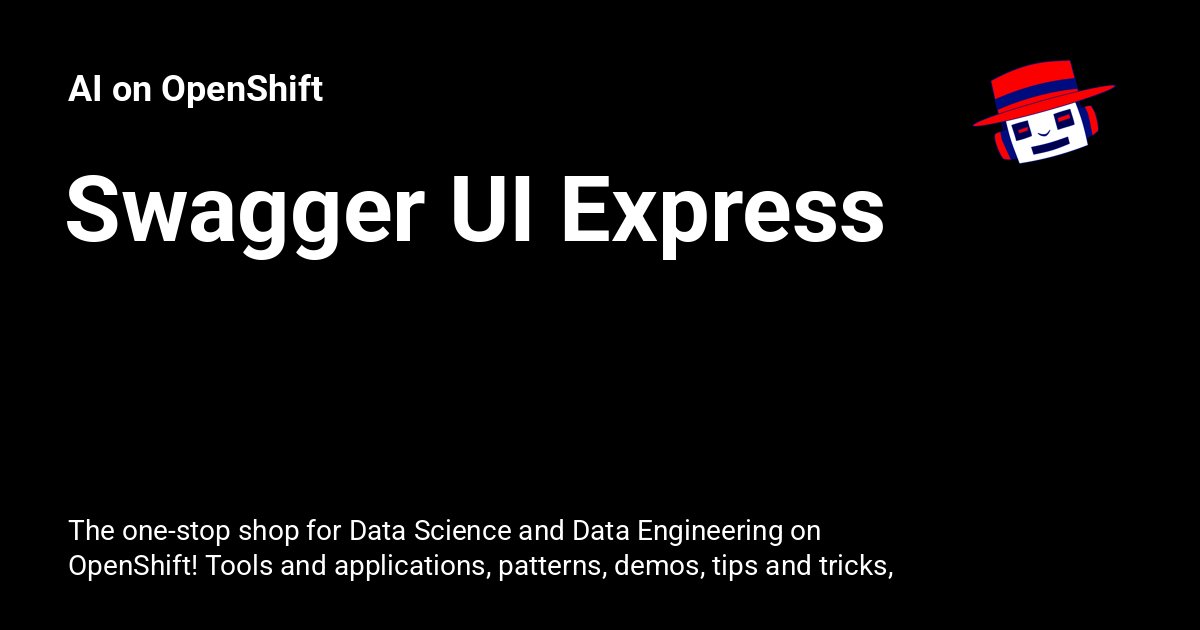 AI on OpenShift
Swagger UI Express
The one-stop shop for Data Science and Data Engineering on
OpenShift! Tools and applications, patterns, demos, tips and tricks,